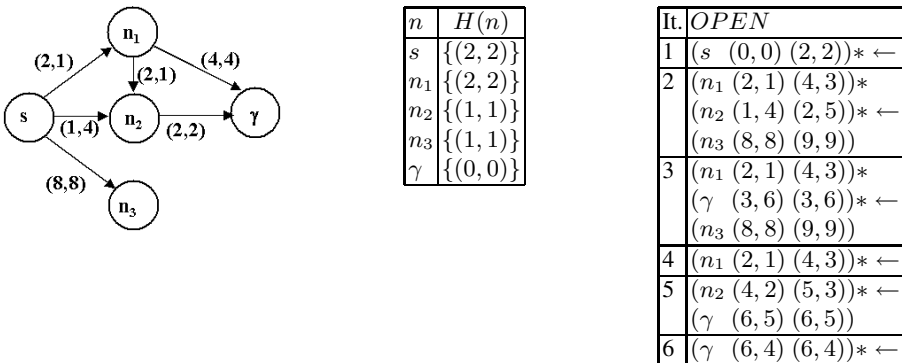 n₁
(2,1)
(4,4)
(2,1)
s
(1,4)
n₂
(2,2)
γ
(8,8)
n₃
n H(n)
s {(2, 2)}
n₁ {(2, 2)}
n₂ {(1, 1)}
n₃ {(1, 1)}
γ {(0, 0)}
It. OPEN
1 (s (0, 0) (2, 2))* ←
2 (n₁ (2, 1) (4, 3))*
(n₂ (1, 4) (2, 5))* ←
(n₃ (8, 8) (9, 9))
3 (n₁ (2, 1) (4, 3))*
(γ (3, 6) (3, 6))* ←
(n₃ (8, 8) (9, 9))
4 (n₁ (2, 1) (4, 3))* ←
5 (n₂ (4, 2) (5, 3))* ←
(γ (6, 5) (6, 5))
6 (γ (6, 4) (6, 4))* ←